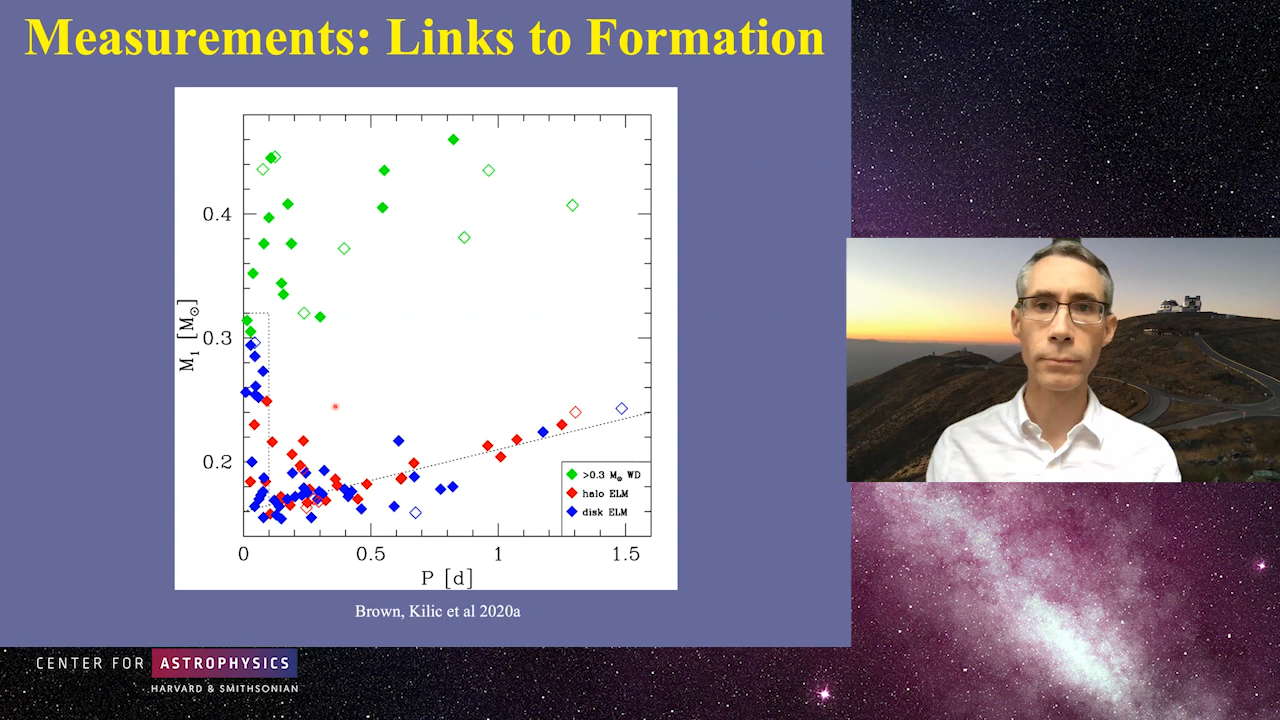 Measurements: Links to Formation
0.4
0.3
0.2
M₁ [M☉]
>0.3 M☉ WD
halo ELM
disk ELM
0 0.5 1 1.5
P [d]
Brown, Kilic et al 2020a
CENTER FOR ASTROPHYSICS
HARVARD & SMITHSONIAN